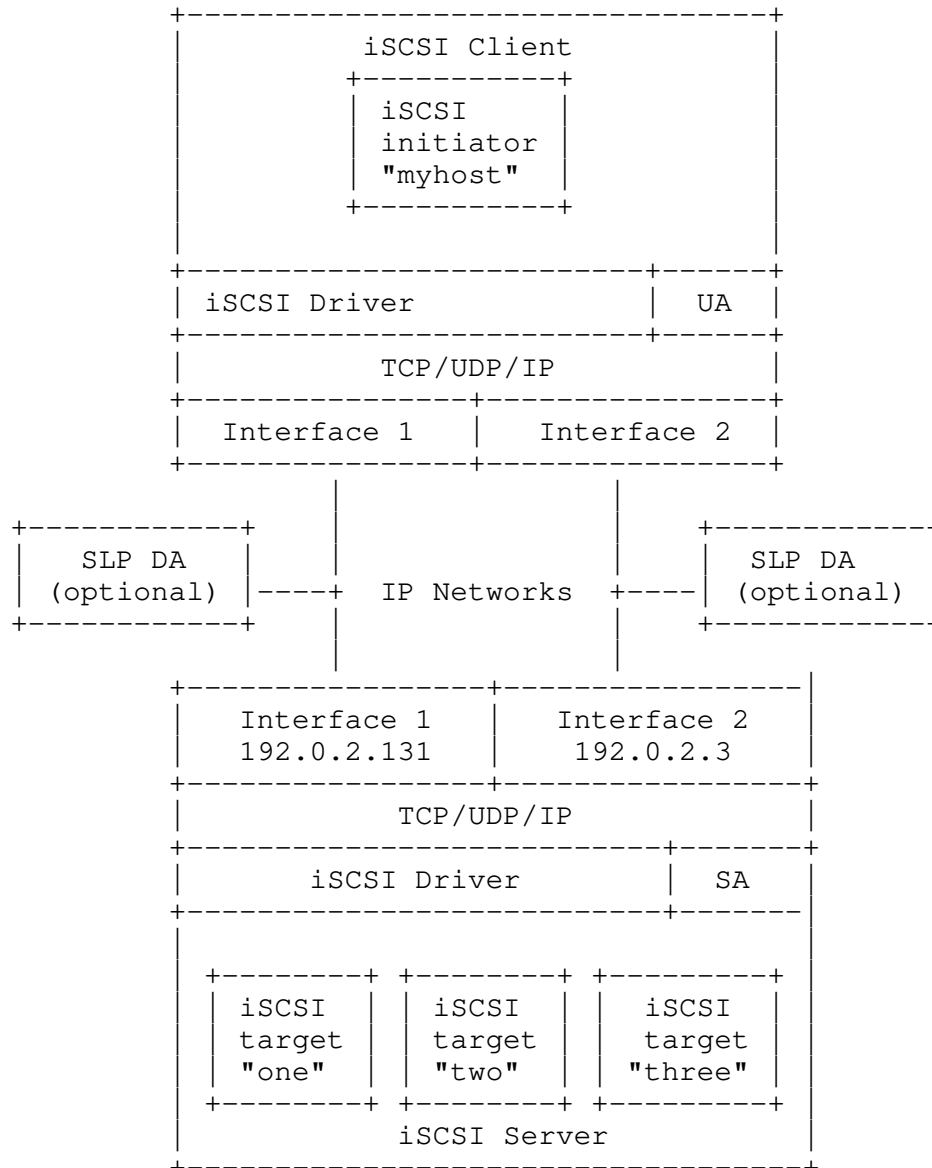 iSCSI Client
iSCSI
initiator
"myhost"
iSCSI Driver UA
TCP/UDP/IP
Interface 1 Interface 2
SLP DA SLP DA
(optional) IP Networks (optional)
Interface 1 Interface 2
192.0.2.131 192.0.2.3
TCP/UDP/IP
iSCSI Driver SA
iSCSI iSCSI iSCSI
target target target
"one" "two" "three"
iSCSI Server